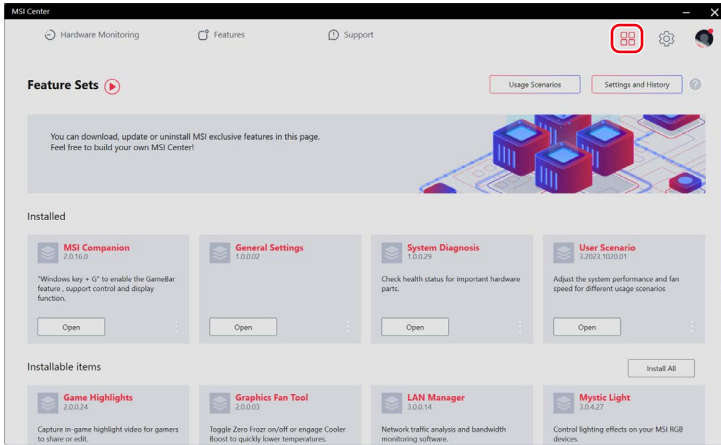 MSI Center
Hardware Monitoring
Features
Support
Feature Sets
Usage Scenarios
Settings and History
?
You can download, update or uninstall MSI exclusive features in this page.
Feel free to build your own MSI Center!
Installed
MSI Companion
2.0.16.0
"Windows key + G" to enable the GameBar
feature , support control and display
function.
Open
General Settings
1.0.0.02
Open
System Diagnosis
1.0.0.29
Check health status for important hardware
parts.
Open
User Scenario
3.2023.1020.01
Adjust the system performance and fan
speed for different usage scenarios
Open
Installable items
Install All
Game Highlights
2.0.0.24
Capture in-game highlight video for gamers
to share or edit.
Graphics Fan Tool
2.0.0.03
Toggle Zero Frozr on/off or engage Cooler
Boost to quickly lower temperatures.
LAN Manager
3.0.0.14
Network traffic analysis and bandwidth
monitoring software.
Mystic Light
3.0.4.27
Control lighting effects on your MSI RGB
devices.